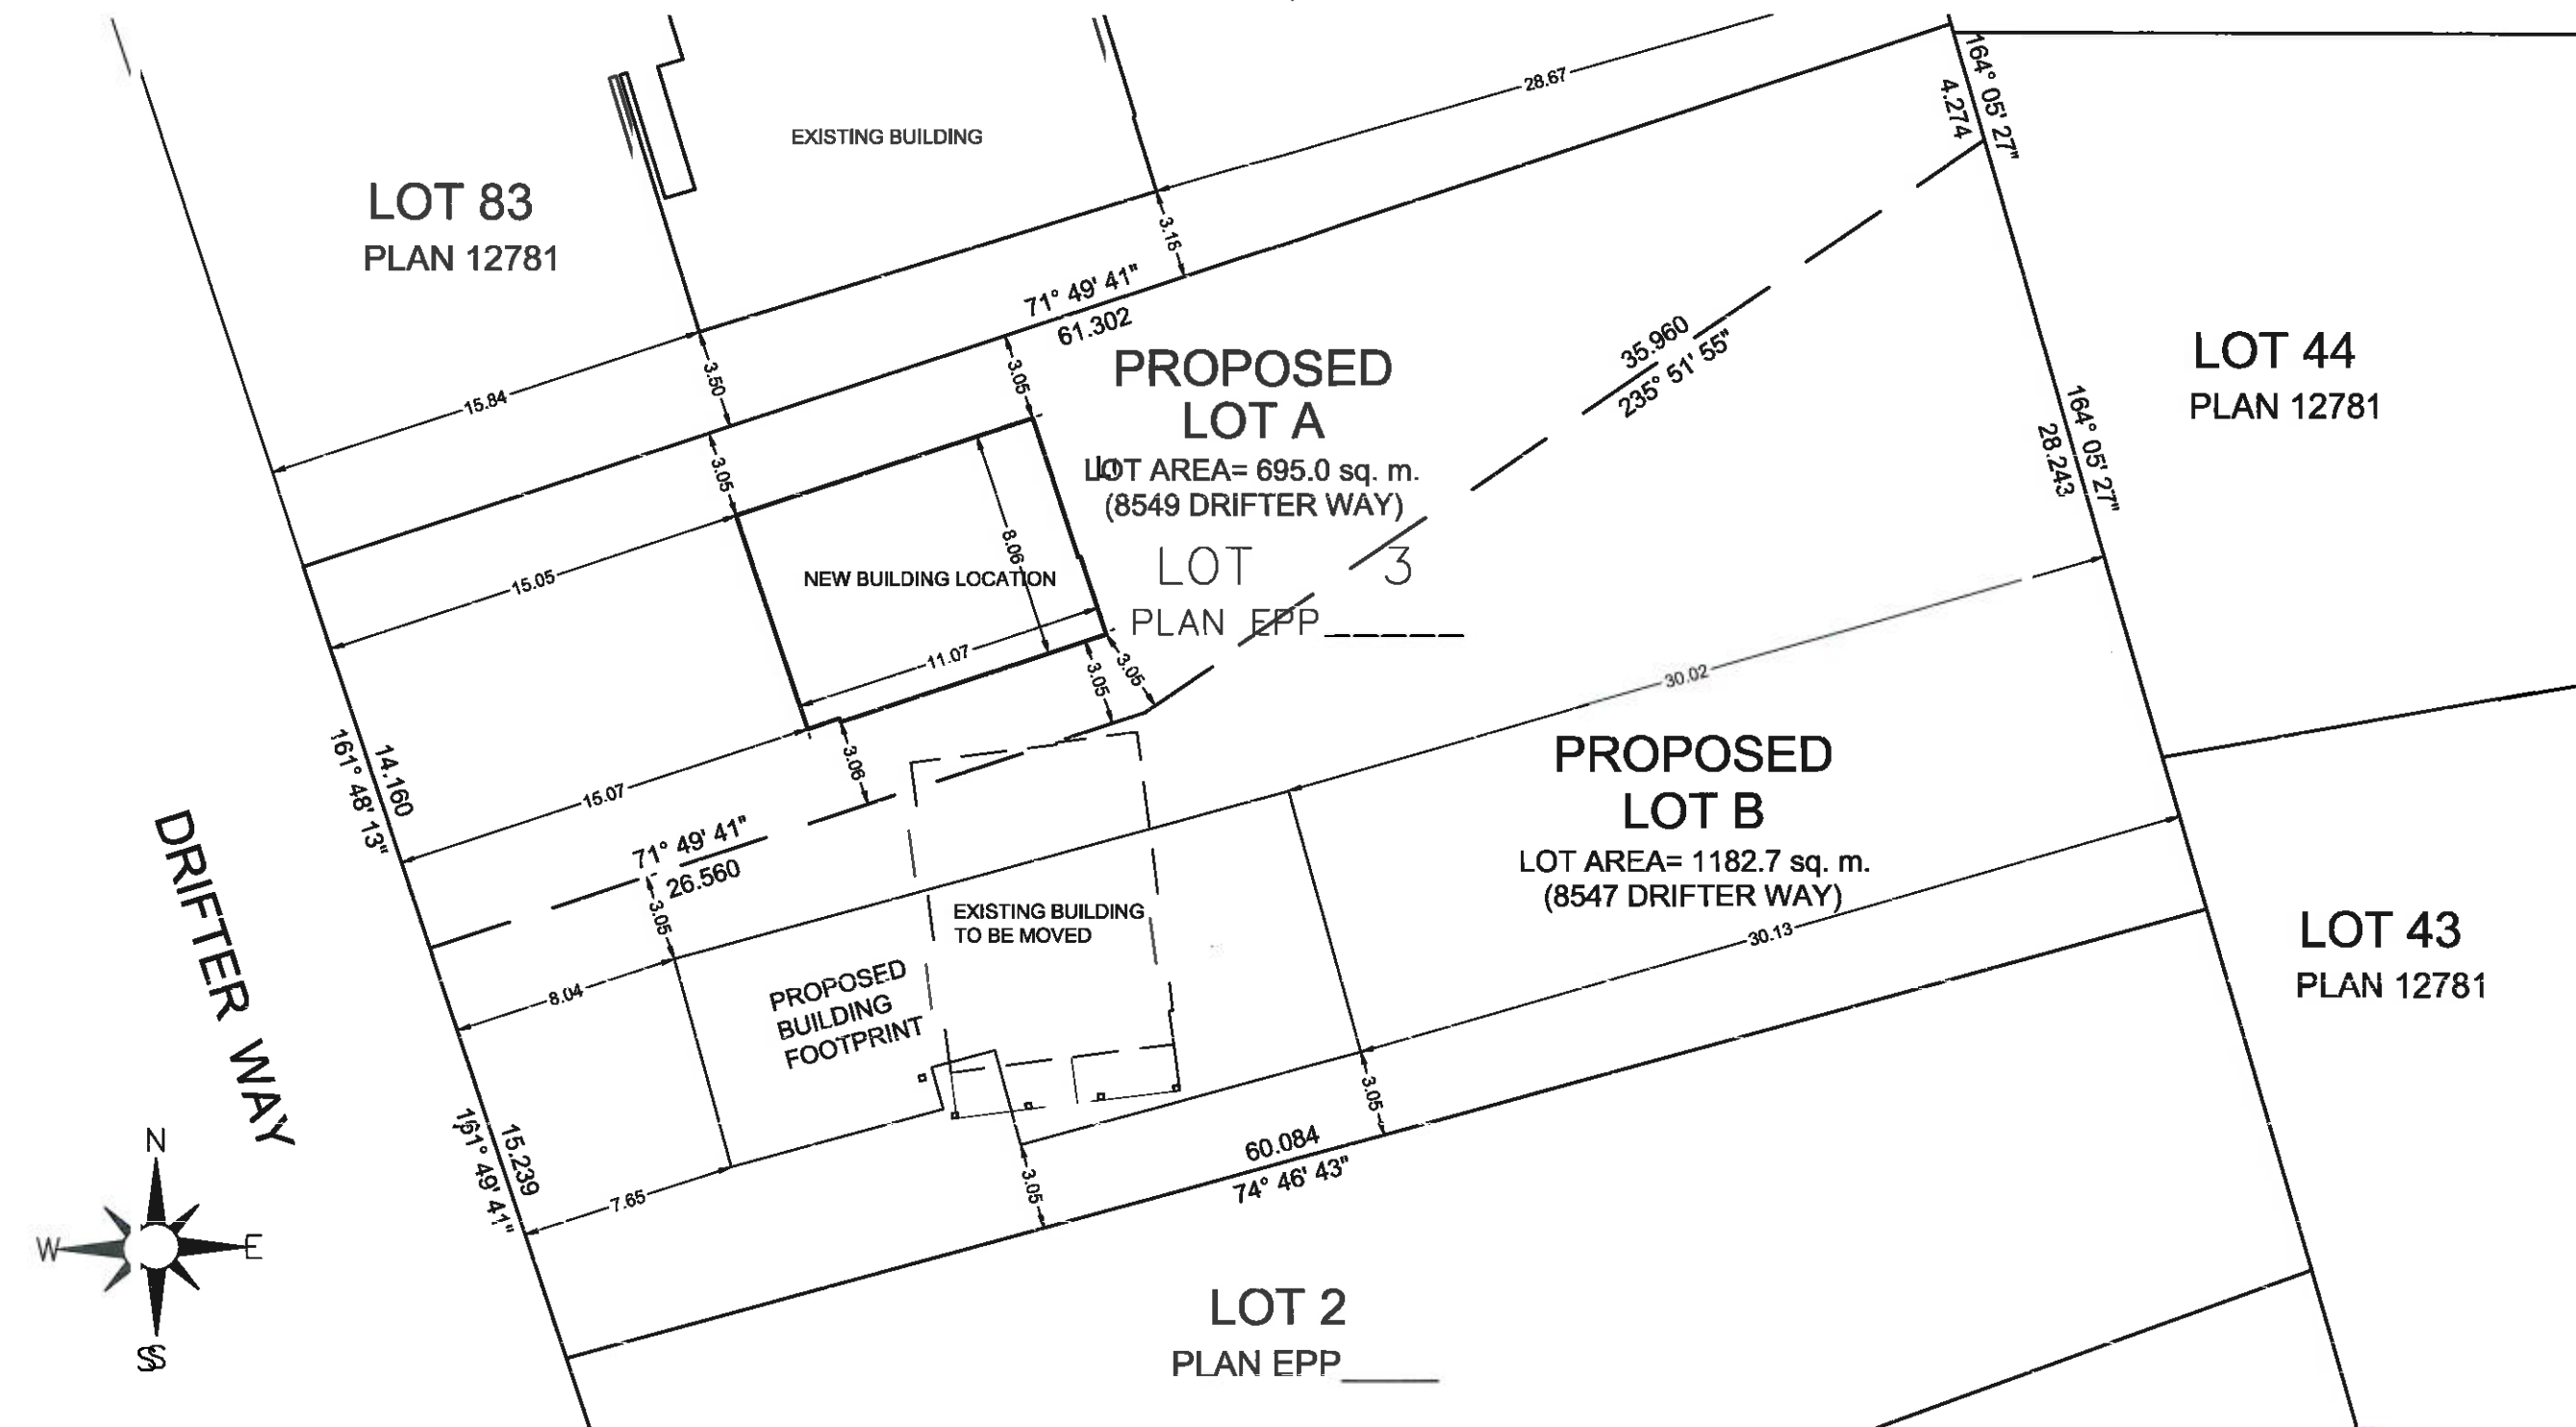 164° 05' 27"
4.274
28.67
EXISTING BUILDING
LOT 83
PLAN 12781
3.16
71° 49' 41"
61.302
35.960
235° 51' 55"
LOT 44
PLAN 12781
15.84
3.50
3.05
PROPOSED
LOT A
LOT AREA= 695.0 sq. m.
(8549 DRIFTER WAY)
164° 05' 27"
28.243
3.05
15.05
8.06
NEW BUILDING LOCATION
LOT 3
PLAN EPP_____
11.07
3.05
3.05
30.02
161° 48' 13"
14.160
15.07
3.06
PROPOSED
LOT B
LOT AREA= 1182.7 sq. m.
(8547 DRIFTER WAY)
71° 49' 41"
26.560
3.05
EXISTING BUILDING
TO BE MOVED
30.13
LOT 43
PLAN 12781
DRIFTER WAY
8.04
PROPOSED
BUILDING
FOOTPRINT
3.05
161° 49' 41"
15.239
7.65
3.05
60.084
74° 46' 43"
N
W
E
S
LOT 2
PLAN EPP____